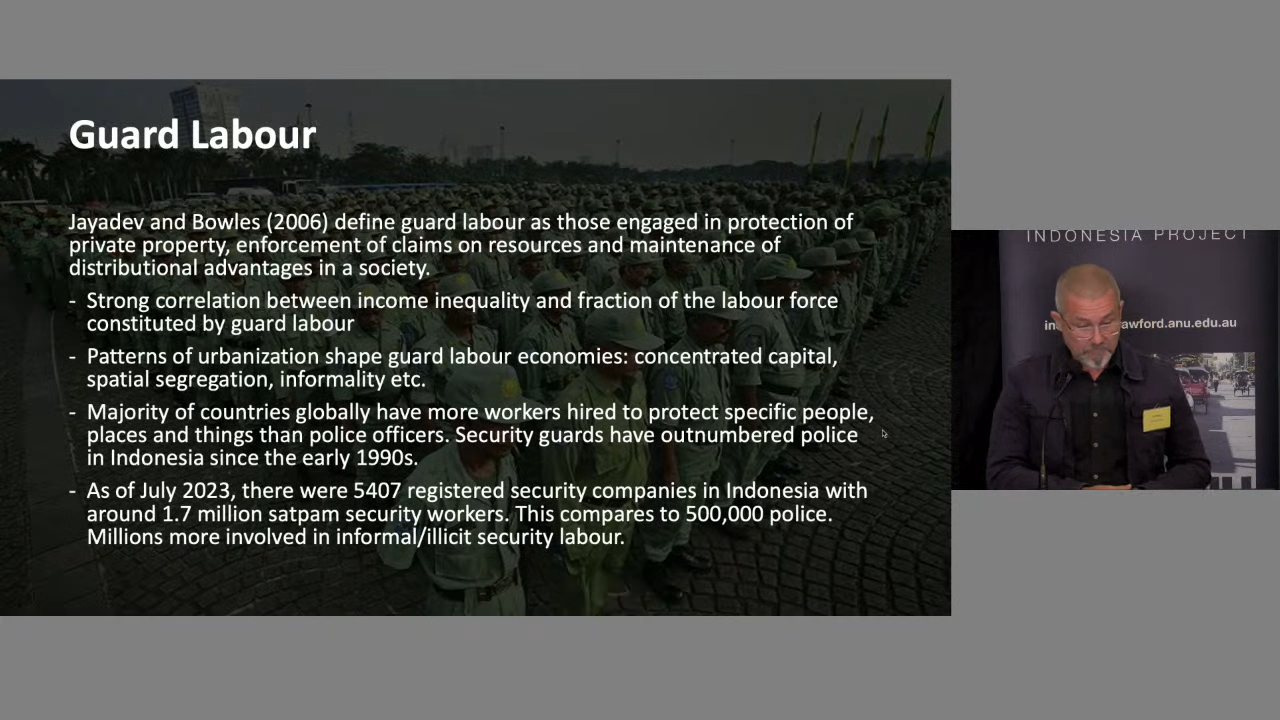 Guard Labour
Jayadev and Bowles (2006) define guard labour as those engaged in protection of
private property, enforcement of claims on resources and maintenance of
distributional advantages in a society.
- Strong correlation between income inequality and fraction of the labour force
constituted by guard labour
- Patterns of urbanization shape guard labour economies: concentrated capital,
spatial segregation, informality etc.
- Majority of countries globally have more workers hired to protect specific people,
places and things than police officers. Security guards have outnumbered police
in Indonesia since the early 1990s.
- As of July 2023, there were 5407 registered security companies in Indonesia with
around 1.7 million satpam security workers. This compares to 500,000 police.
Millions more involved in informal/illicit security labour.
INDONESIA PROJECT
awford.anu.edu.au